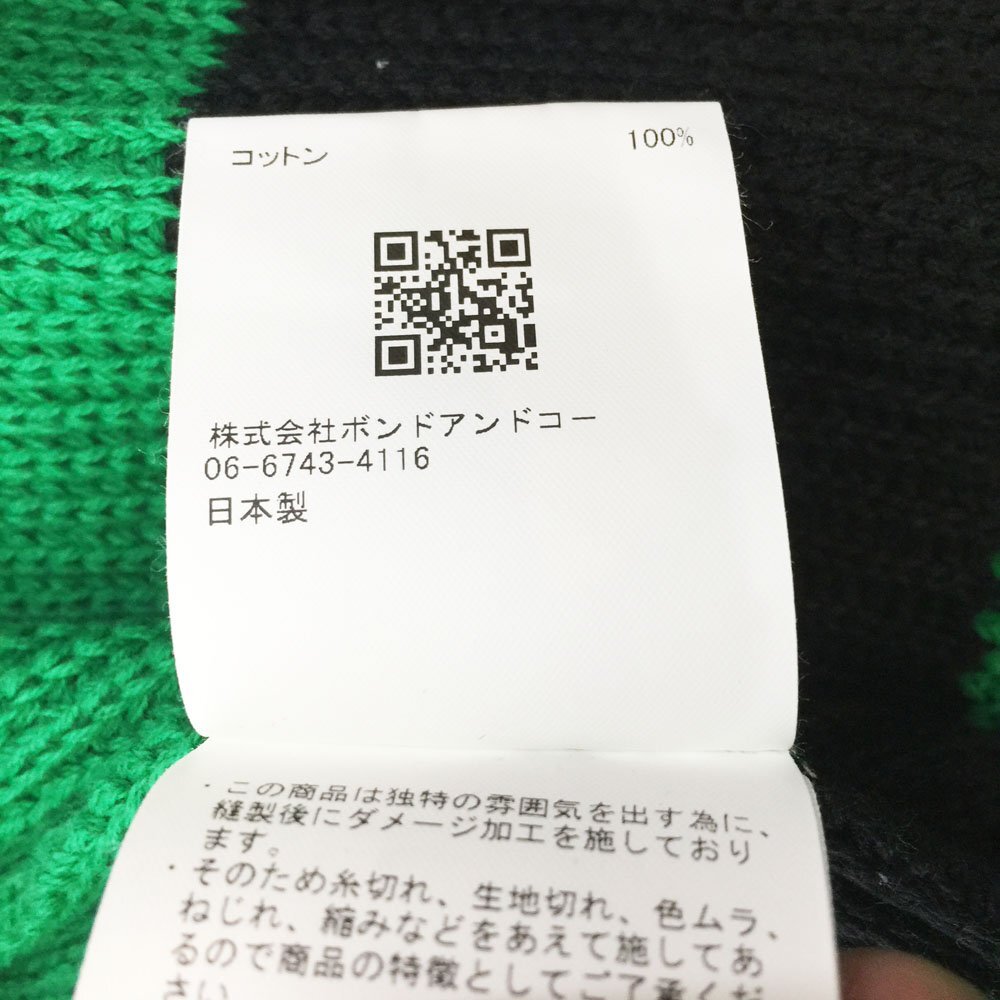 コットン 100%
株式会社ボンドアンドコー
06-6743-4116
日本製
・この商品は独特の雰囲気を出す為に、
縫製後にダメージ加工を施しており
ます。
・そのため糸切れ、生地切れ、色ムラ、
ねじれ、縮みなどをあえて施してあ
るので商品の特徴としてご了承くだ
さい